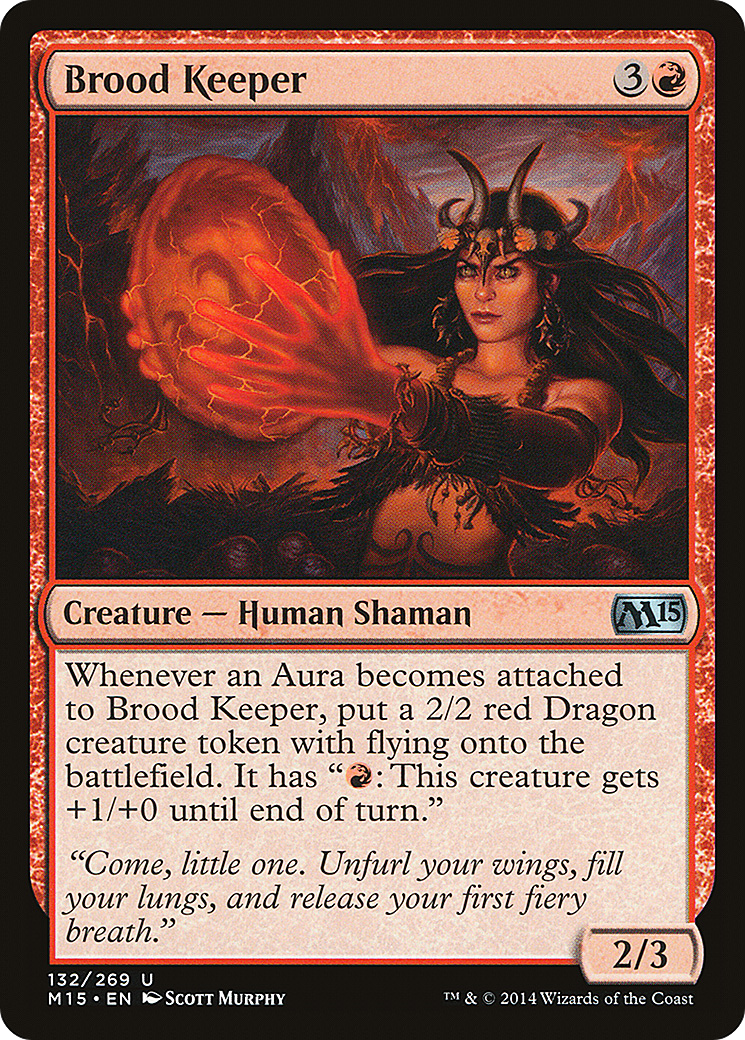 Brood Keeper 3
Creature — Human Shaman M15
Whenever an Aura becomes attached
to Brood Keeper, put a 2/2 red Dragon
creature token with flying onto the
battlefield. It has “: This creature gets
+1/+0 until end of turn.”
“Come, little one. Unfurl your wings, fill
your lungs, and release your first fiery
breath.”
2/3
132/269 U
M15 • EN Scott Murphy ™ & © 2014 Wizards of the Coast